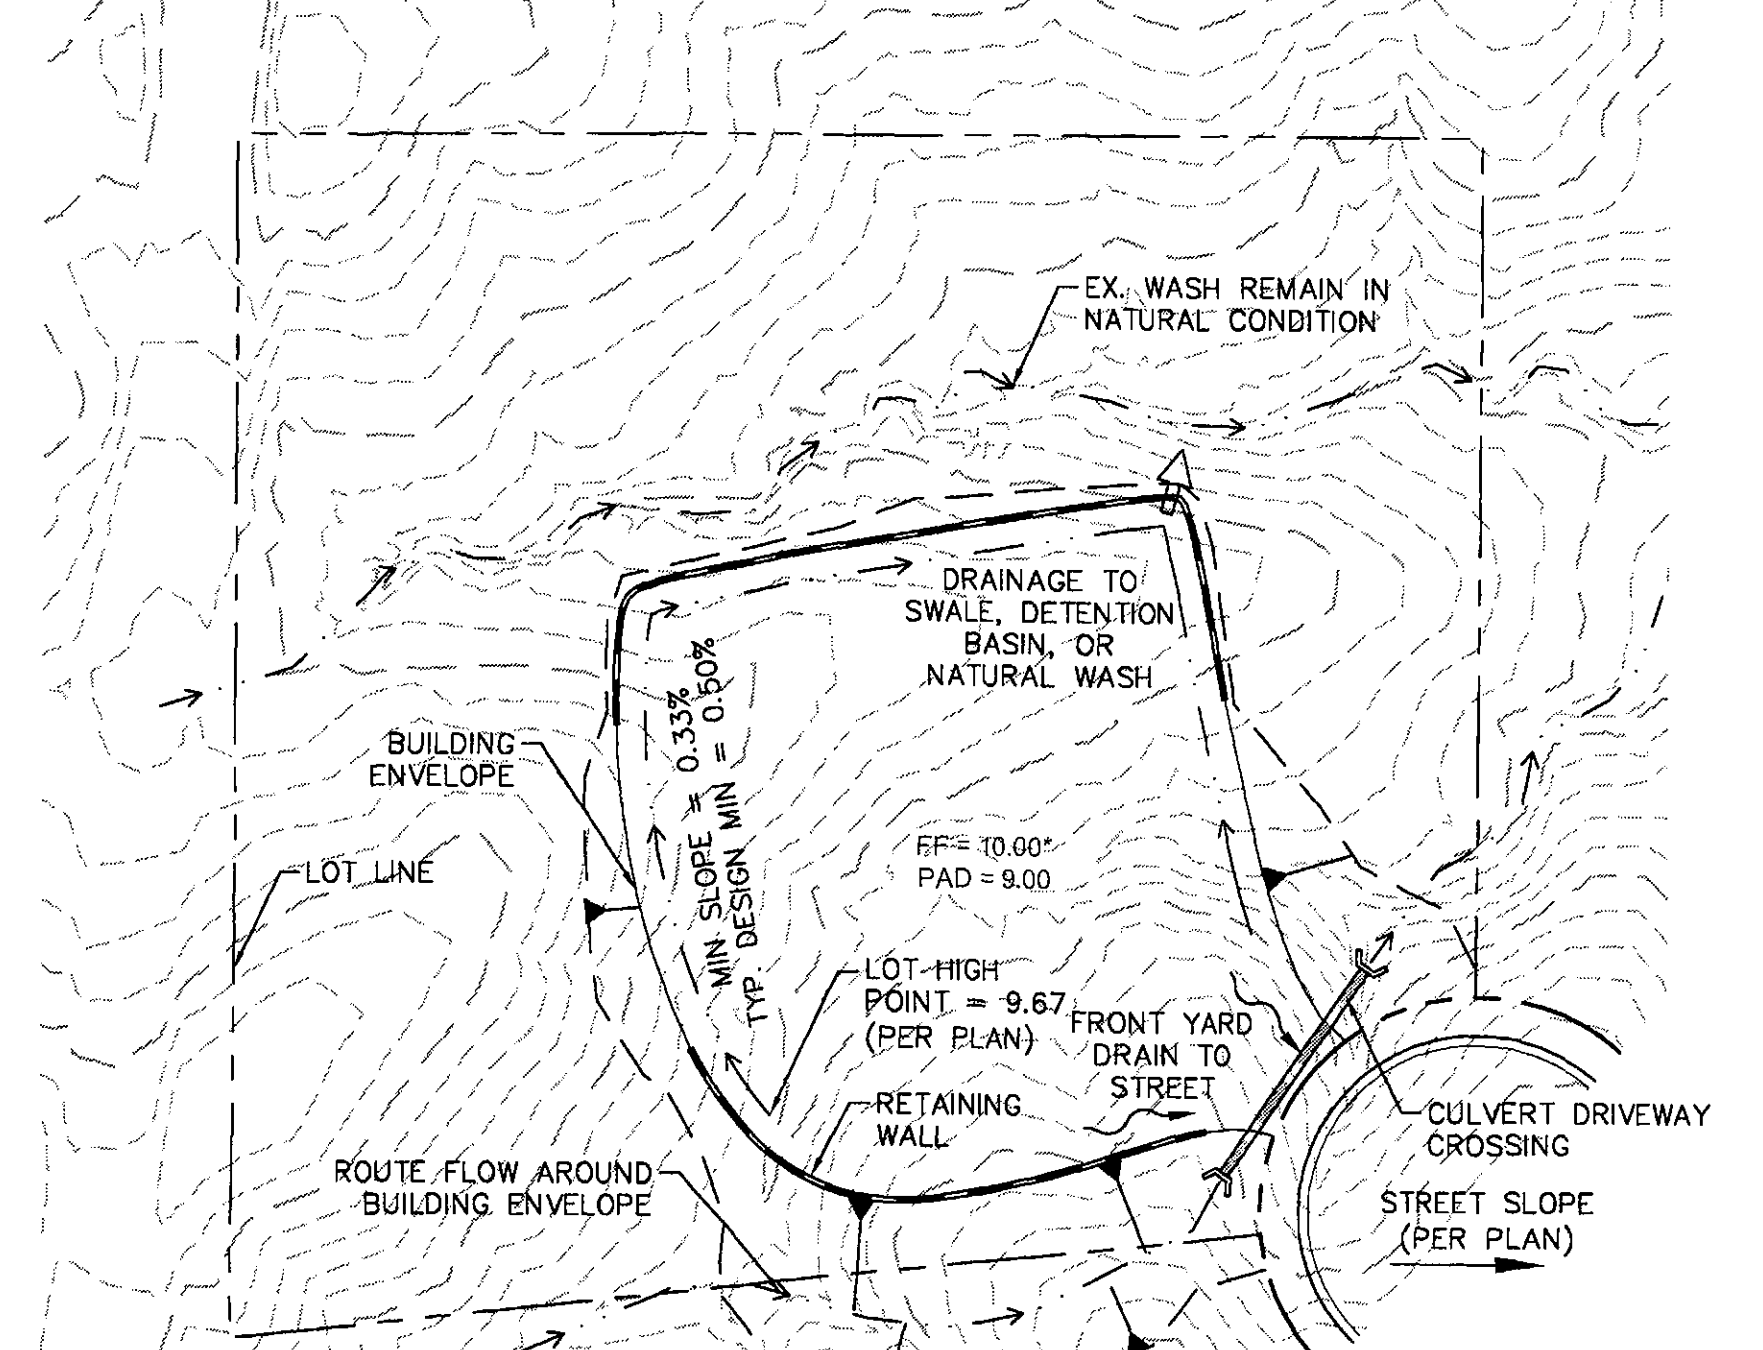 EX. WASH REMAIN IN
NATURAL CONDITION
DRAINAGE TO
SWALE, DETENTION
BASIN, OR
NATURAL WASH
MIN SLOPE = 0.33%
TYP. DESIGN MIN = 0.50%
BUILDING
ENVELOPE
LOT LINE
FF = 10.00*
PAD = 9.00
LOT HIGH
POINT = 9.67
(PER PLAN)
FRONT YARD
DRAIN TO
STREET
RETAINING
WALL
CULVERT DRIVEWAY
CROSSING
ROUTE FLOW AROUND
BUILDING ENVELOPE
STREET SLOPE
(PER PLAN)